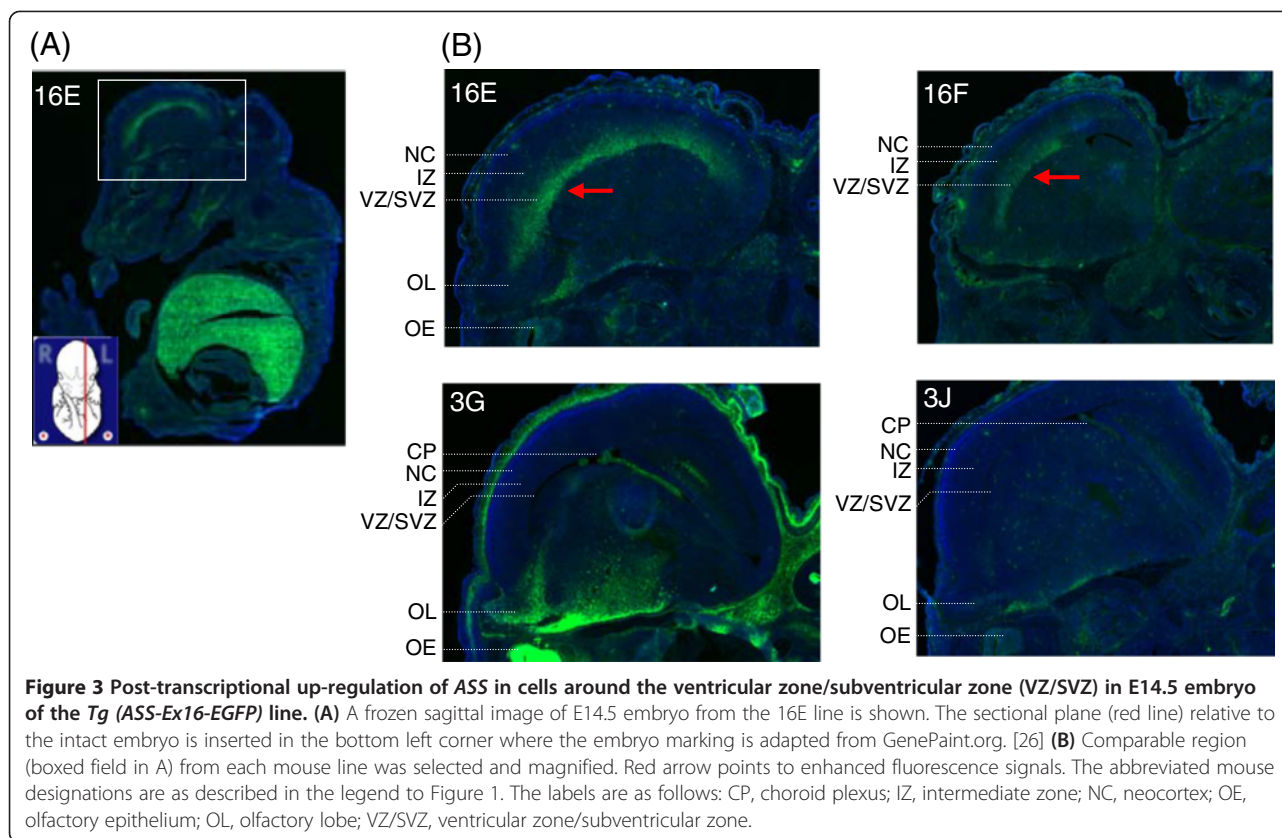 (A)
(B)
16E
R L
16E
NC
IZ
VZ/SVZ
OL
OE
16F
NC
IZ
VZ/SVZ
3G
CP
NC
IZ
VZ/SVZ
OL
OE
3J
CP
NC
IZ
VZ/SVZ
OL
OE
Figure 3 Post-transcriptional up-regulation of ASS in cells around the ventricular zone/subventricular zone (VZ/SVZ) in E14.5 embryo
of the Tg (ASS-Ex16-EGFP) line. (A) A frozen sagittal image of E14.5 embryo from the 16E line is shown. The sectional plane (red line) relative to
the intact embryo is inserted in the bottom left corner where the embryo marking is adapted from GenePaint.org. [26] (B) Comparable region
(boxed field in A) from each mouse line was selected and magnified. Red arrow points to enhanced fluorescence signals. The abbreviated mouse
designations are as described in the legend to Figure 1. The labels are as follows: CP, choroid plexus; IZ, intermediate zone; NC, neocortex; OE,
olfactory epithelium; OL, olfactory lobe; VZ/SVZ, ventricular zone/subventricular zone.